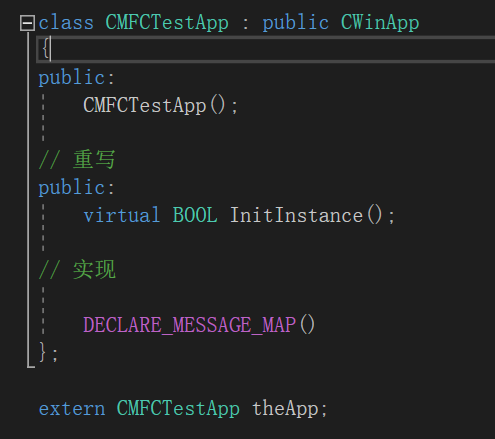 class CMFCTestApp : public CWinApp
{
public:
    CMFCTestApp();
// 重写
public:
    virtual BOOL InitInstance();
// 实现
    DECLARE_MESSAGE_MAP()
};
extern CMFCTestApp theApp;